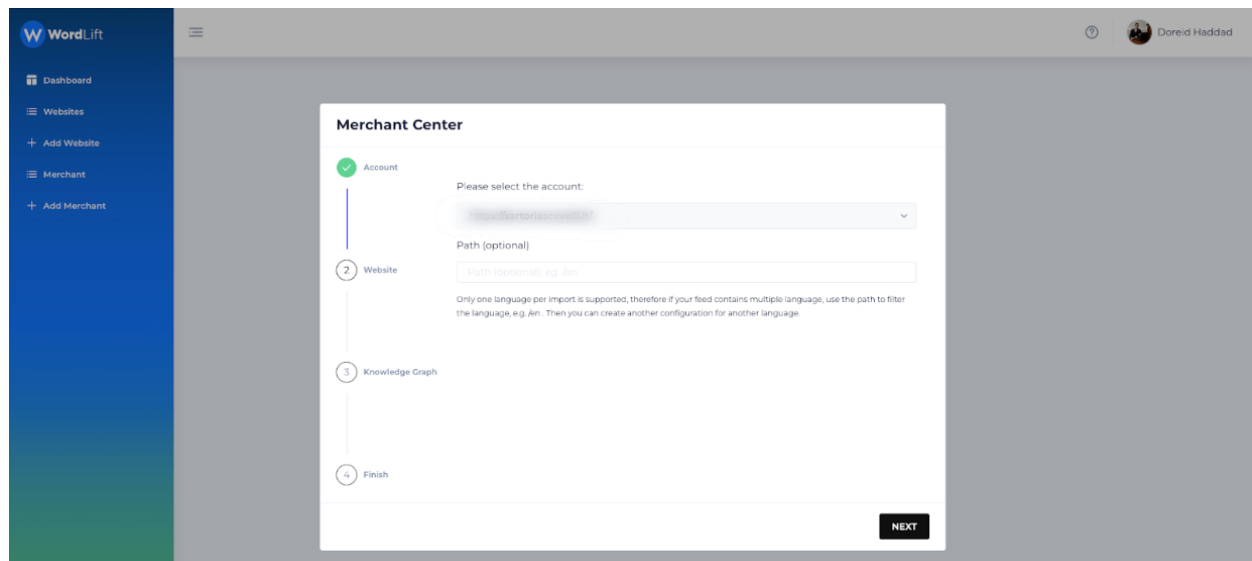 WordLift
Doreid Haddad
Dashboard
Websites
Add Website
Merchant
Add Merchant
Merchant Center
Account
Please select the account:
Path (optional)
2 Website
Path (optional), eg. /en
Only one language per import is supported, therefore if your feed contains multiple language, use the path to filter
the language, e.g. /en . Then you can create another configuration for another language.
3 Knowledge Graph
4 Finish
NEXT